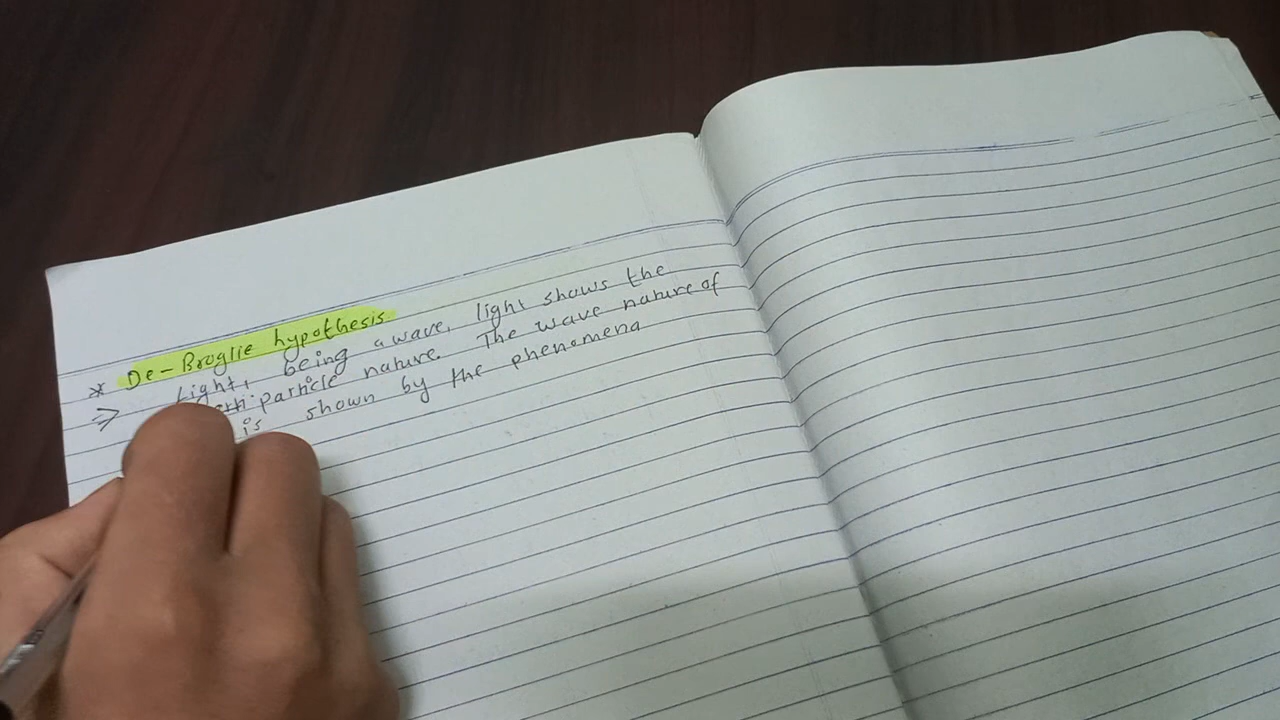 * De-Broglie hypothesis
⇒ Light, being a wave, light shows the
particle nature. The wave nature of
is shown by the phenomena